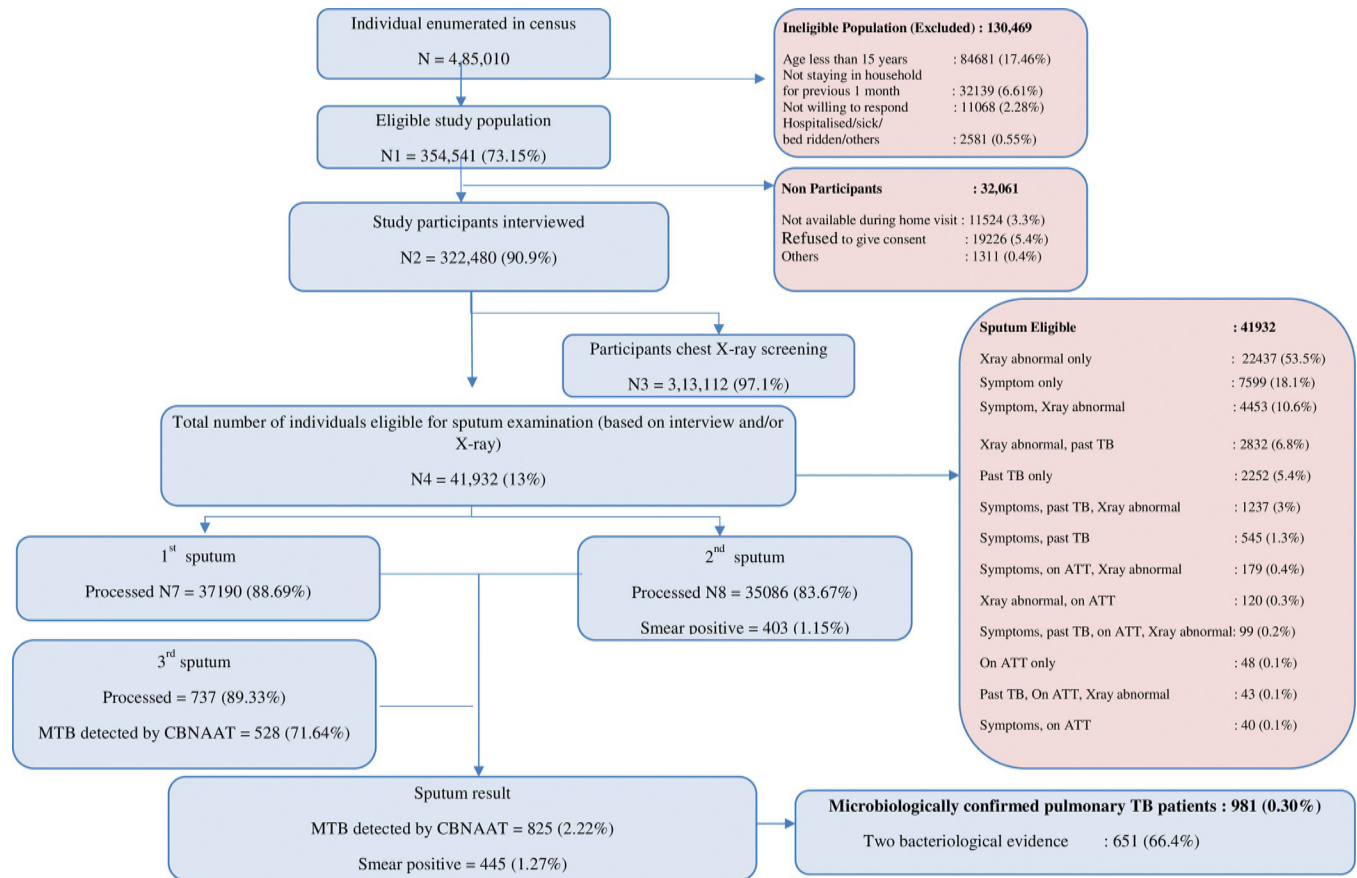 Individual enumerated in census
N = 4,85,010
Ineligible Population (Excluded) : 130,469
Age less than 15 years : 84681 (17.46%)
Not staying in household
for previous 1 month : 32139 (6.61%)
Not willing to respond : 11068 (2.28%)
Hospitalised/sick/
bed ridden/others : 2581 (0.55%)
Eligible study population
N1 = 354,541 (73.15%)
Non Participants : 32,061
Not available during home visit : 11524 (3.3%)
Refused to give consent : 19226 (5.4%)
Others : 1311 (0.4%)
Study participants interviewed
N2 = 322,480 (90.9%)
Participants chest X-ray screening
N3 = 3,13,112 (97.1%)
Total number of individuals eligible for sputum examination (based on interview and/or
X-ray)
N4 = 41,932 (13%)
Sputum Eligible : 41932
Xray abnormal only : 22437 (53.5%)
Symptom only : 7599 (18.1%)
Symptom, Xray abnormal : 4453 (10.6%)
Xray abnormal, past TB : 2832 (6.8%)
Past TB only : 2252 (5.4%)
Symptoms, past TB, Xray abnormal : 1237 (3%)
Symptoms, past TB : 545 (1.3%)
Symptoms, on ATT, Xray abnormal : 179 (0.4%)
Xray abnormal, on ATT : 120 (0.3%)
Symptoms, past TB, on ATT, Xray abnormal: 99 (0.2%)
On ATT only : 48 (0.1%)
Past TB, On ATT, Xray abnormal : 43 (0.1%)
Symptoms, on ATT : 40 (0.1%)
1st sputum
Processed N7 = 37190 (88.69%)
2nd sputum
Processed N8 = 35086 (83.67%)
Smear positive = 403 (1.15%)
3rd sputum
Processed = 737 (89.33%)
MTB detected by CBNAAT = 528 (71.64%)
Sputum result
MTB detected by CBNAAT = 825 (2.22%)
Smear positive = 445 (1.27%)
Microbiologically confirmed pulmonary TB patients : 981 (0.30%)
Two bacteriological evidence : 651 (66.4%)